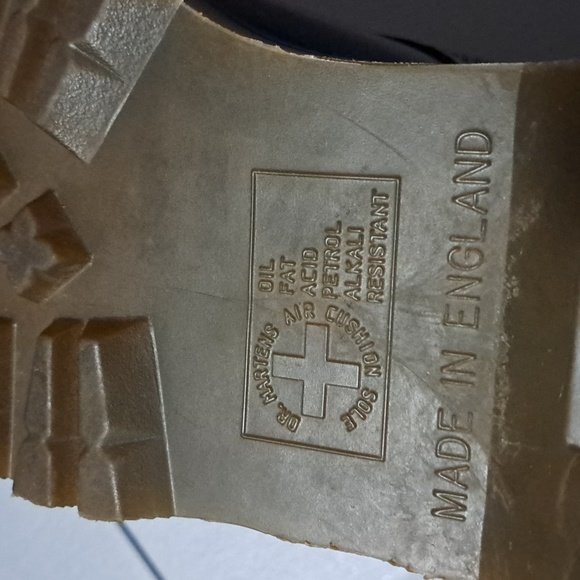 DR. MARTENS AIR CUSHION SOLE
OIL
FAT
ACID
PETROL
ALKALI
RESISTANT
MADE IN ENGLAND